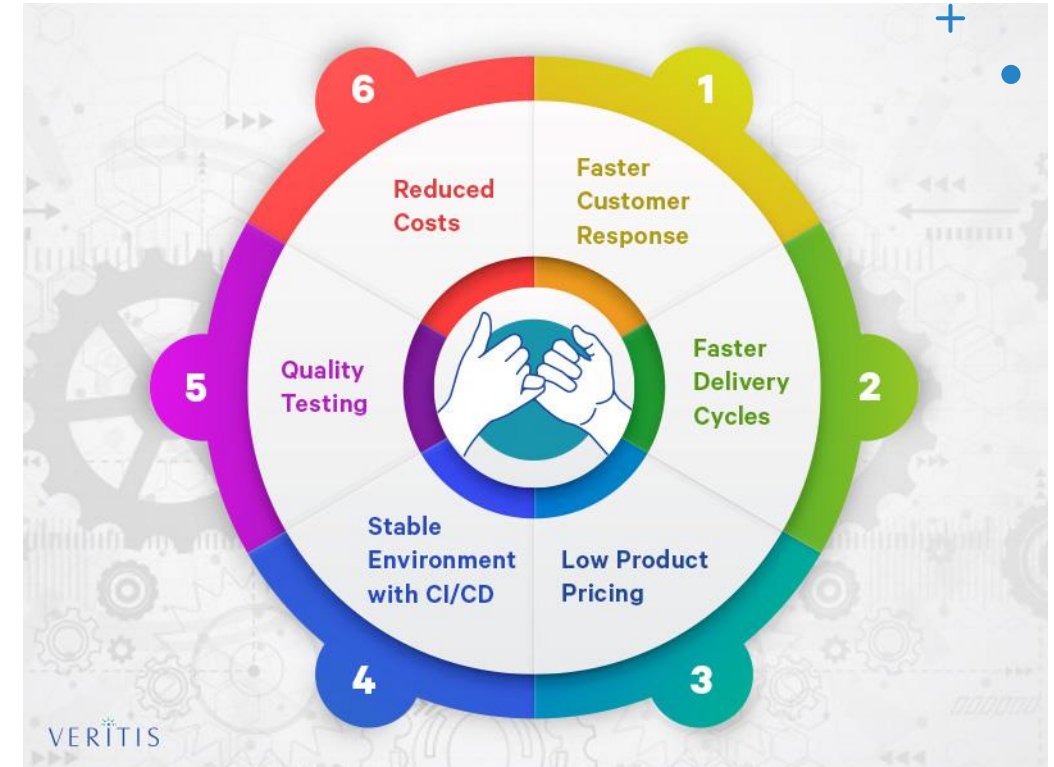 1
Faster
Customer
Response
2
Faster
Delivery
Cycles
3
Low Product
Pricing
4
Stable
Environment
with CI/CD
5
Quality
Testing
6
Reduced
Costs
VERITIS